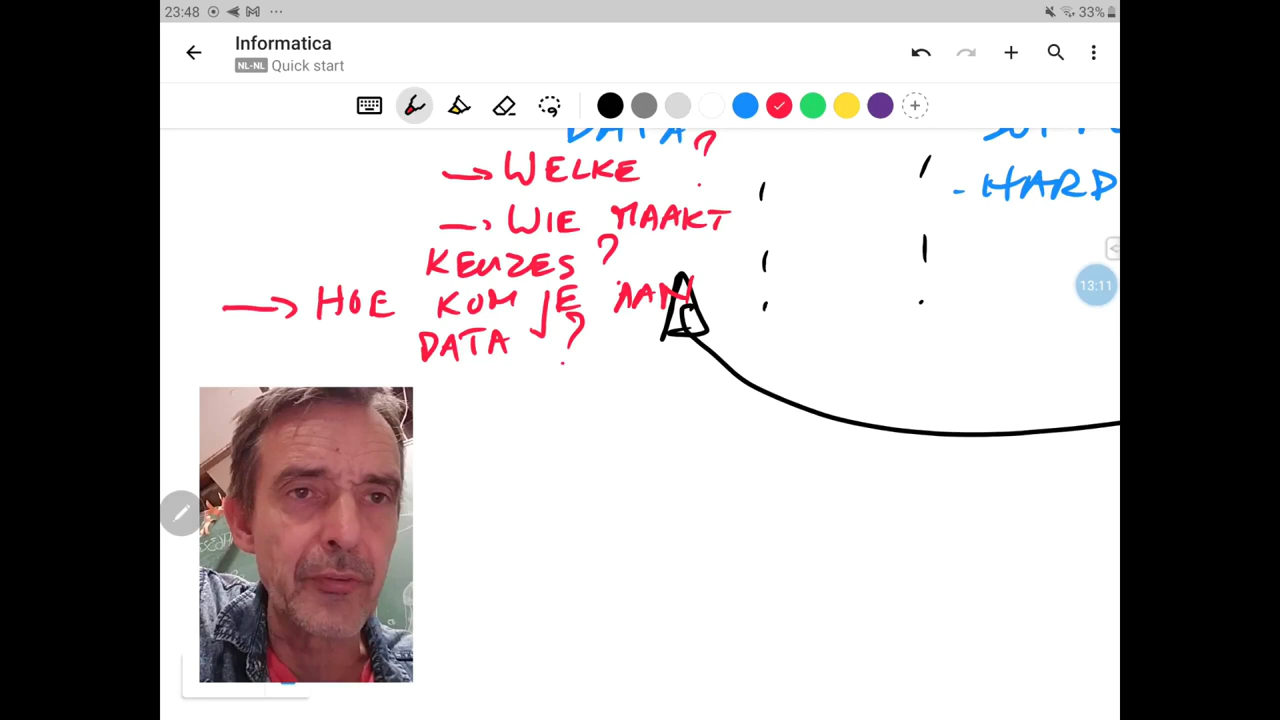 23:48 33%
Informatica
NL-NL Quick start
DATA?
→ WELKE
- HARD
→ WIE MAAKT
KEUZES?
13:11
→ HOE KOM JE AAN
DATA?